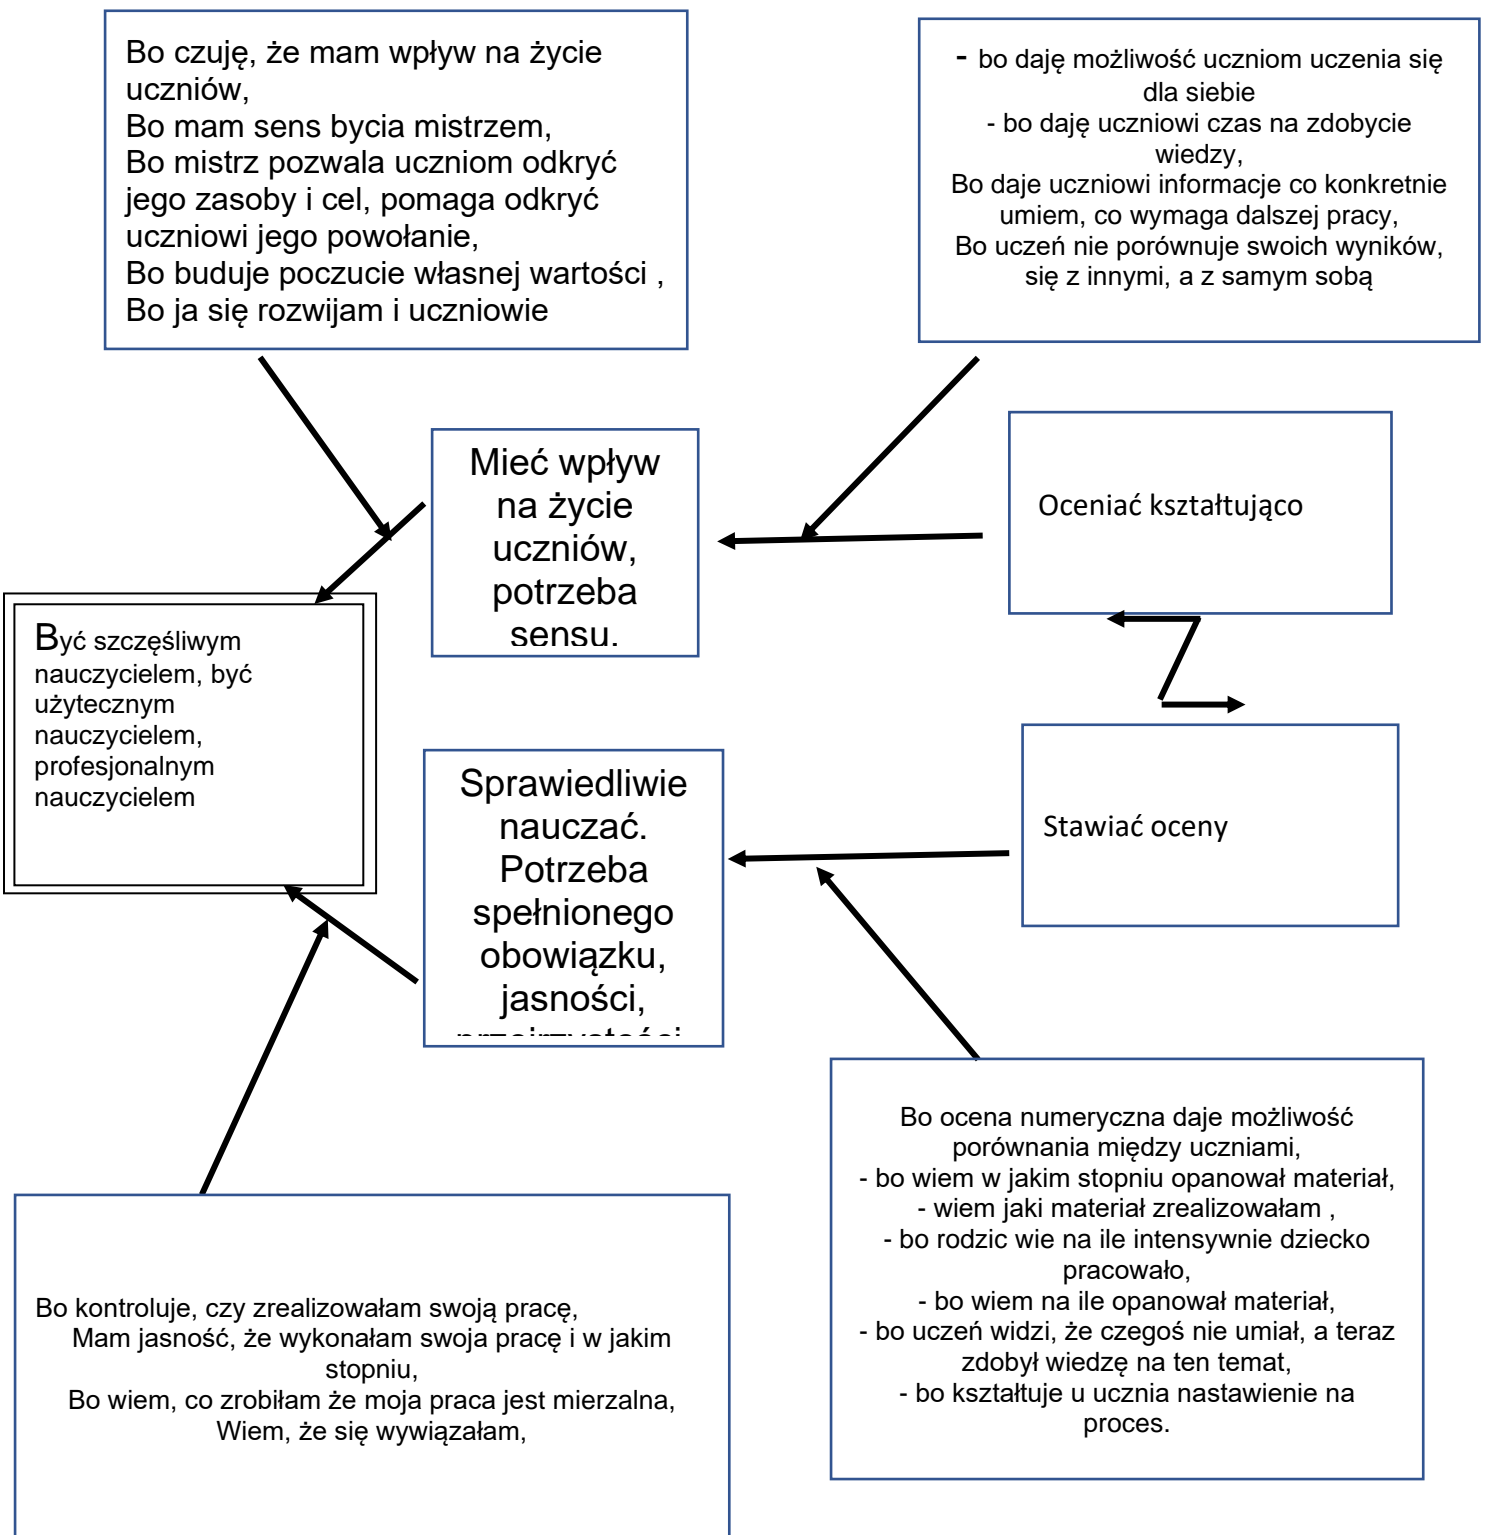 Bo czuję, że mam wpływ na życie
uczniów,
Bo mam sens bycia mistrzem,
Bo mistrz pozwala uczniom odkryć
jego zasoby i cel, pomaga odkryć
uczniowi jego powołanie,
Bo buduje poczucie własnej wartości ,
Bo ja się rozwijam i uczniowie
- bo daję możliwość uczniom uczenia się
dla siebie
- bo daję uczniowi czas na zdobycie
wiedzy,
Bo daje uczniowi informacje co konkretnie
umiem, co wymaga dalszej pracy,
Bo uczeń nie porównuje swoich wyników,
się z innymi, a z samym sobą
Mieć wpływ
na życie
uczniów,
potrzeba
sensu.
Oceniać kształtująco
Być szczęśliwym
nauczycielem, być
użytecznym
nauczycielem,
profesjonalnym
nauczycielem
Sprawiedliwie
nauczać.
Potrzeba
spełnionego
obowiązku,
jasności,
Stawiać oceny
Bo ocena numeryczna daje możliwość
porównania między uczniami,
- bo wiem w jakim stopniu opanował materiał,
- wiem jaki materiał zrealizowałam ,
- bo rodzic wie na ile intensywnie dziecko
pracowało,
- bo wiem na ile opanował materiał,
- bo uczeń widzi, że czegoś nie umiał, a teraz
zdobył wiedzę na ten temat,
- bo kształtuje u ucznia nastawienie na
proces.
Bo kontroluje, czy zrealizowałam swoją pracę,
Mam jasność, że wykonałam swoja pracę i w jakim
stopniu,
Bo wiem, co zrobiłam że moja praca jest mierzalna,
Wiem, że się wywiązałam,